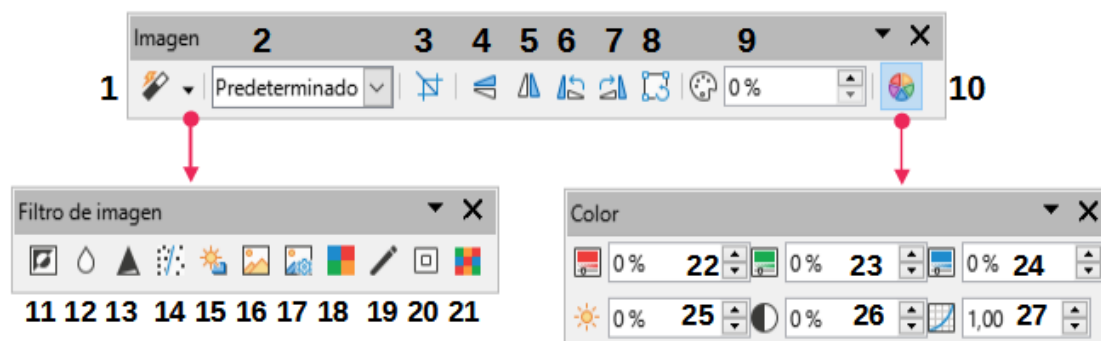 Imagen 2 3 4 5 6 7 8 9
1 Predeterminado 0 % 10
Filtro de imagen
11 12 13 14 15 16 17 18 19 20 21
Color
0 % 22 0 % 23 0 % 24
0 % 25 0 % 26 1,00 27